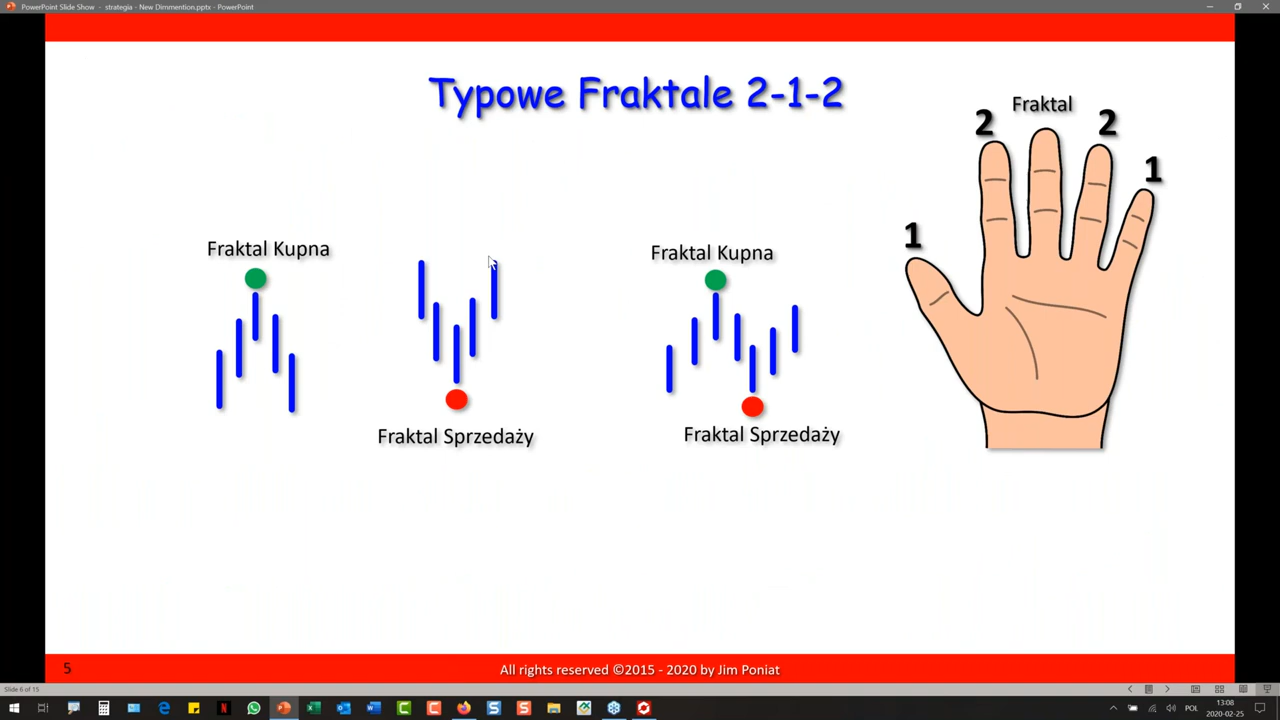 PowerPoint Slide Show - strategia - New Dimmention.pptx - PowerPoint
Typowe Fraktale 2-1-2
Fraktal
2
2
1
1
Fraktal Kupna
Fraktal Kupna
Fraktal Sprzedaży
Fraktal Sprzedaży
5
All rights reserved ©2015 - 2020 by Jim Poniat
Slide 6 of 15
POL
13:08
2020-02-25